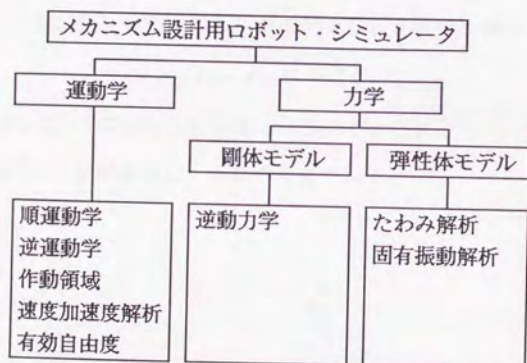 メカニズム設計用ロボット・シミュレータ
運動学
力学
剛体モデル
弾性体モデル
順運動学
逆運動学
作動領域
速度加速度解析
有効自由度
逆動力学
たわみ解析
固有振動解析